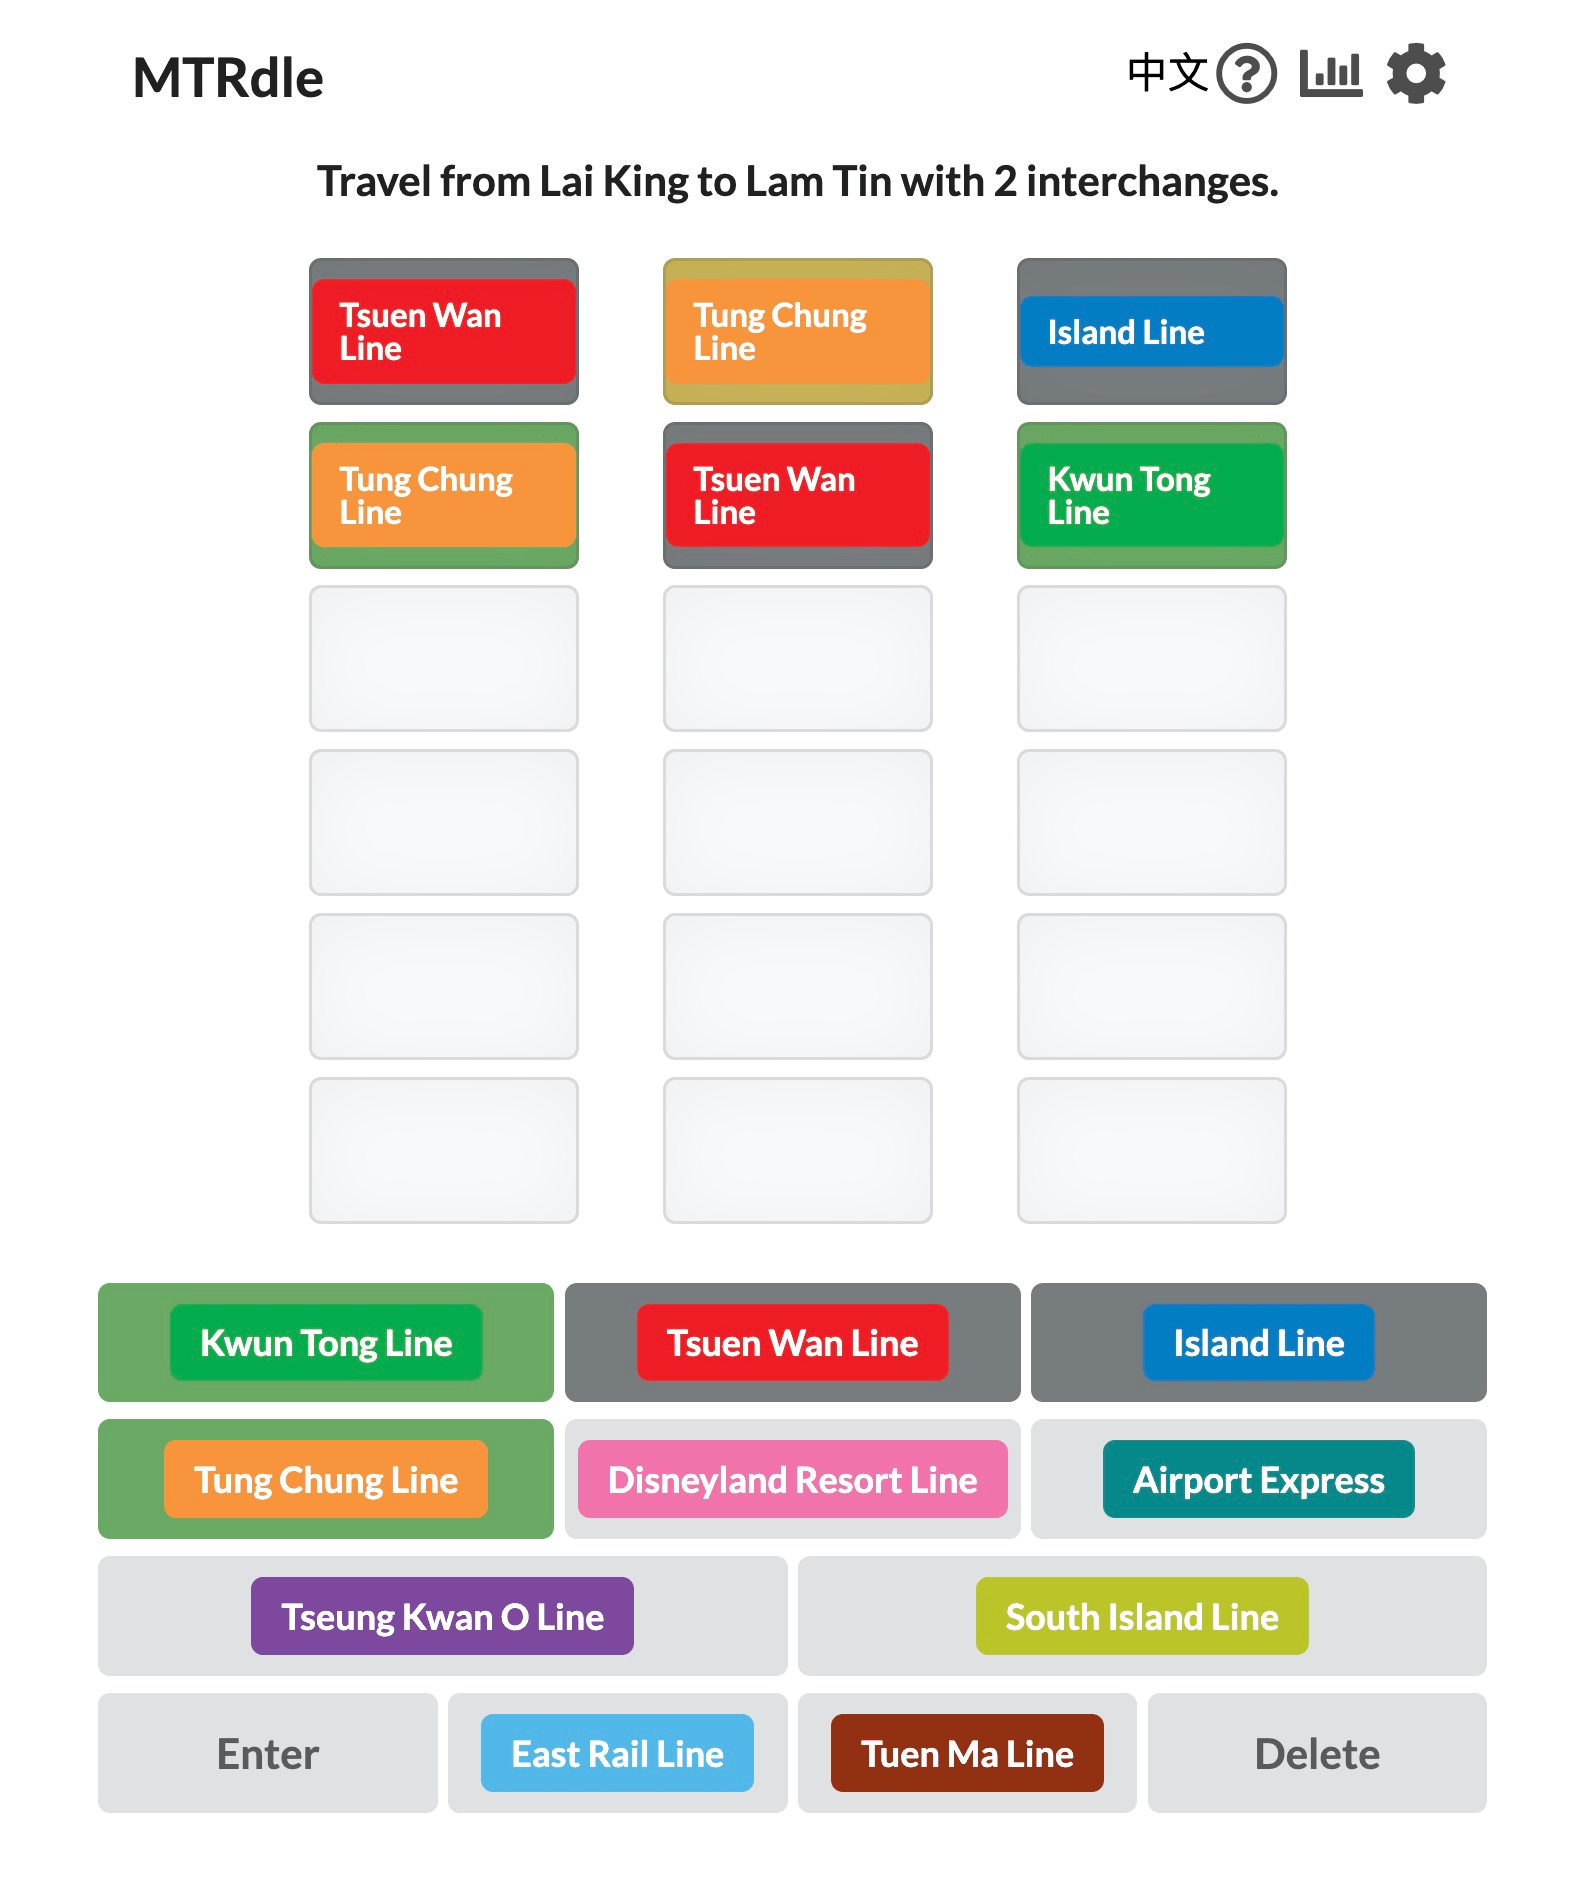 MTRdle
中文
Travel from Lai King to Lam Tin with 2 interchanges.
Tsuen Wan
Line
Tung Chung
Line
Island Line
Tung Chung
Line
Tsuen Wan
Line
Kwun Tong
Line
Kwun Tong Line
Tsuen Wan Line
Island Line
Tung Chung Line
Disneyland Resort Line
Airport Express
Tseung Kwan O Line
South Island Line
Enter
East Rail Line
Tuen Ma Line
Delete